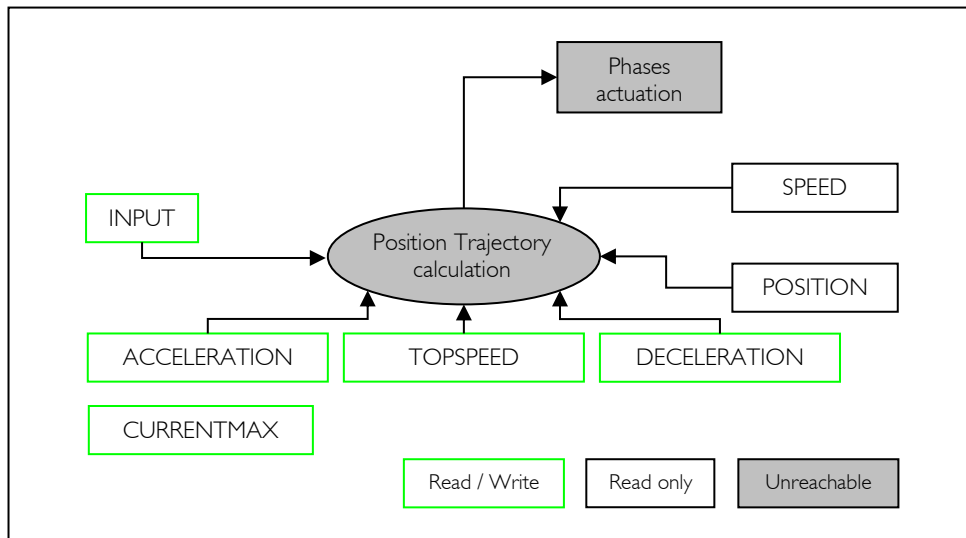 Phases
actuation
SPEED
INPUT
Position Trajectory
calculation
POSITION
ACCELERATION
TOPSPEED
DECELERATION
CURRENTMAX
Read / Write
Read only
Unreachable